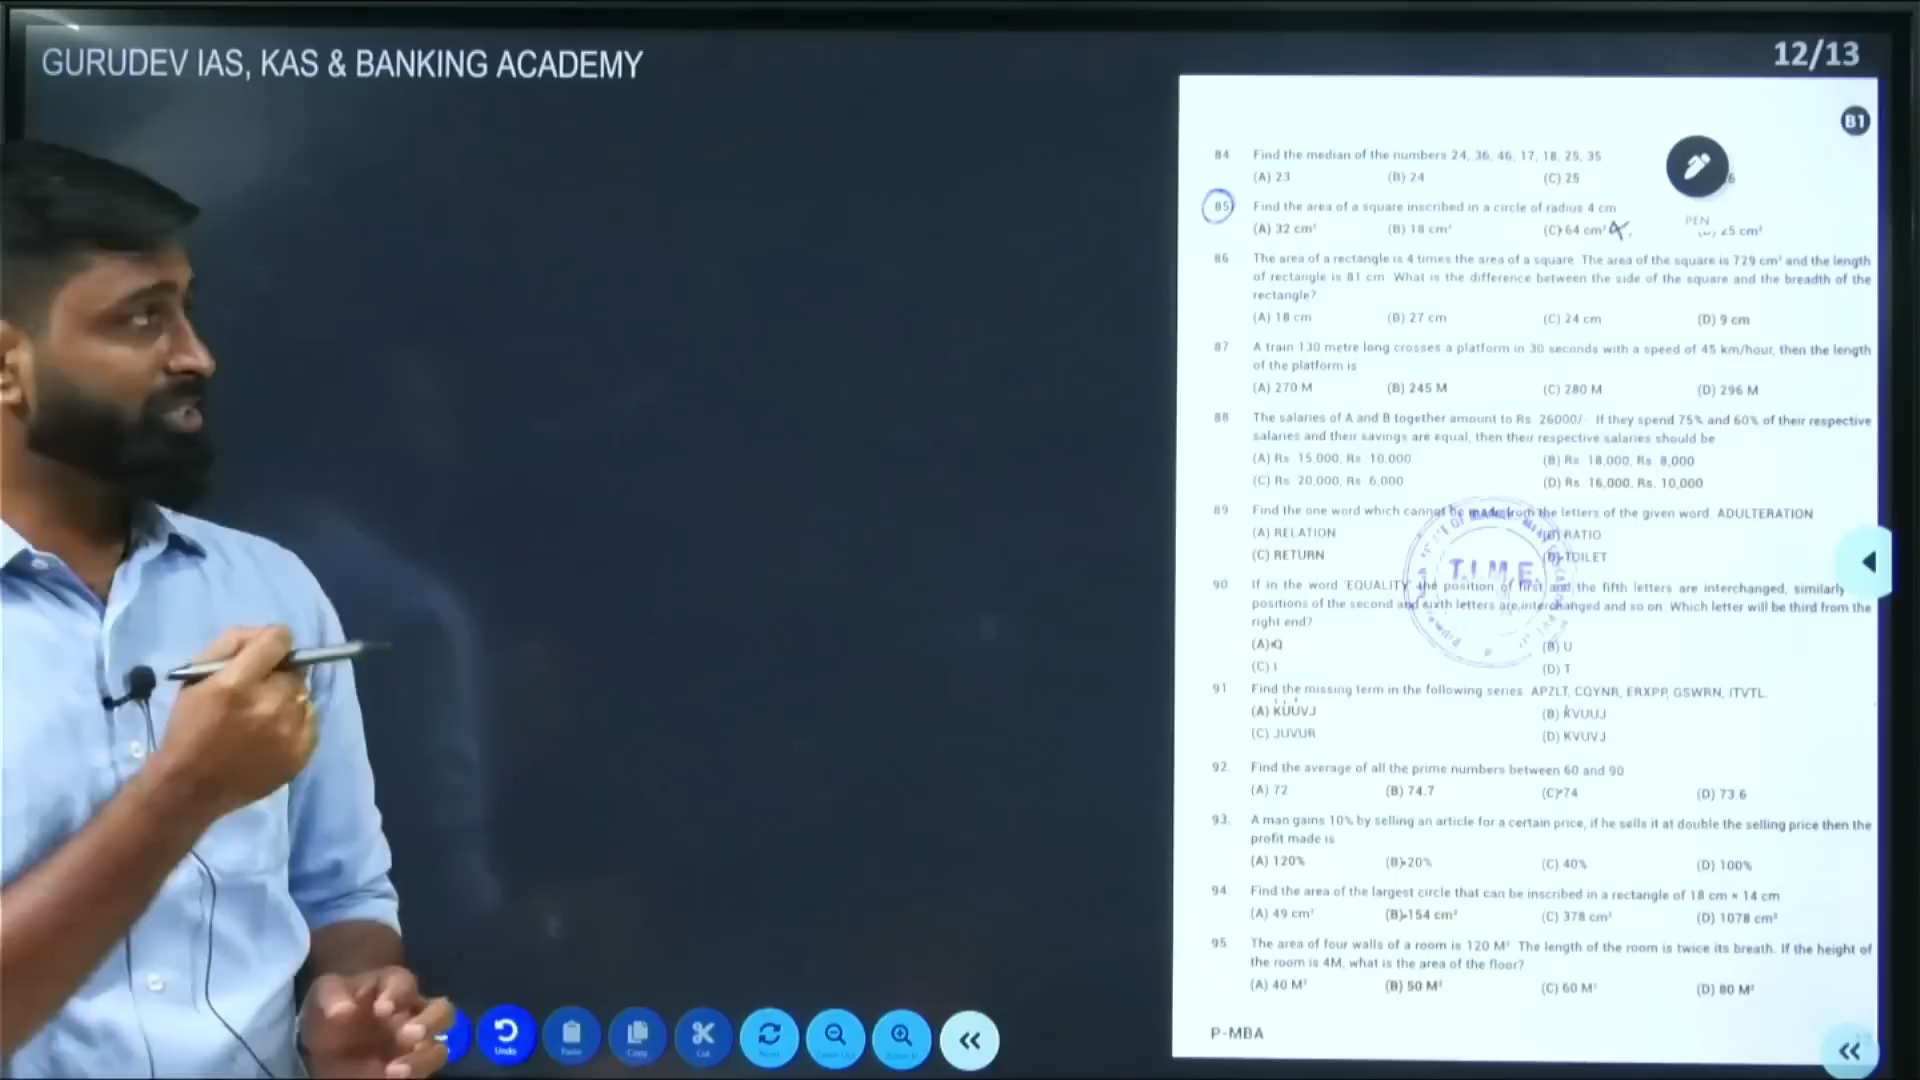 GURUDEV IAS, KAS & BANKING ACADEMY
12/13
B1
84 Find the median of the numbers 24, 36, 46, 17, 18, 25, 35
(A) 23 (B) 24 (C) 25
PEN
85 Find the area of a square inscribed in a circle of radius 4 cm
(A) 32 cm² (B) 18 cm² (C) 64 cm² 25 cm²
86 The area of a rectangle is 4 times the area of a square. The area of the square is 729 cm² and the length
of rectangle is 81 cm. What is the difference between the side of the square and the breadth of the
rectangle?
(A) 18 cm (B) 27 cm (C) 24 cm (D) 9 cm
87 A train 130 metre long crosses a platform in 30 seconds with a speed of 45 km/hour, then the length
of the platform is
(A) 270 M (B) 245 M (C) 280 M (D) 296 M
88 The salaries of A and B together amount to Rs. 26000/- If they spend 75% and 60% of their respective
salaries and their savings are equal, then their respective salaries should be
(A) Rs. 15,000, Rs. 10,000 (B) Rs. 18,000, Rs. 8,000
(C) Rs. 20,000, Rs. 6,000 (D) Rs. 16,000. Rs. 10,000
89 Find the one word which cannot be made from the letters of the given word ADULTERATION
(A) RELATION RATIO
(C) RETURN (D) TOILET
T.I.M.E.
90 If in the word 'EQUALITY' the position of first and the fifth letters are interchanged, similarly
positions of the second and sixth letters are interchanged and so on. Which letter will be third from the
right end?
(A) Q (B) U
(C) I (D) T
91 Find the missing term in the following series APZLT, CQYNR, ERXPP, GSWRN, ITVTL.
(A) KUUVJ (B) KVUUJ
(C) JUVUR (D) KVUVJ
92. Find the average of all the prime numbers between 60 and 90
(A) 72 (B) 74.7 (C) 74 (D) 73.6
93. A man gains 10% by selling an article for a certain price, if he sells it at double the selling price then the
profit made is
(A) 120% (B) 20% (C) 40% (D) 100%
94 Find the area of the largest circle that can be inscribed in a rectangle of 18 cm × 14 cm
(A) 49 cm² (B) 154 cm² (C) 378 cm² (D) 1078 cm²
95 The area of four walls of a room is 120 M² The length of the room is twice its breath. If the height of
the room is 4M, what is the area of the floor?
(A) 40 M² (B) 50 M² (C) 60 M² (D) 80 M²
P-MBA
Undo Paste Copy Cut Zoom Out Zoom In